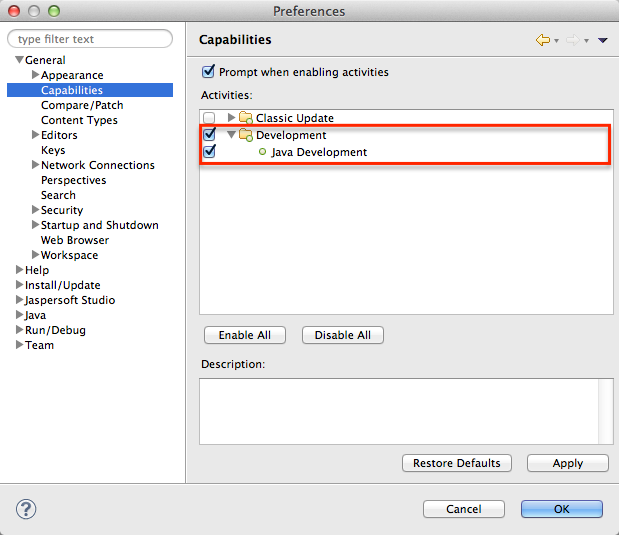 Preferences
type filter text
General
Appearance
Capabilities
Compare/Patch
Content Types
Editors
Keys
Network Connections
Perspectives
Search
Security
Startup and Shutdown
Web Browser
Workspace
Help
Install/Update
Jaspersoft Studio
Java
Run/Debug
Team
Capabilities
Prompt when enabling activities
Activities:
Classic Update
Development
Java Development
Enable All
Disable All
Description:
Restore Defaults
Apply
?
Cancel
OK